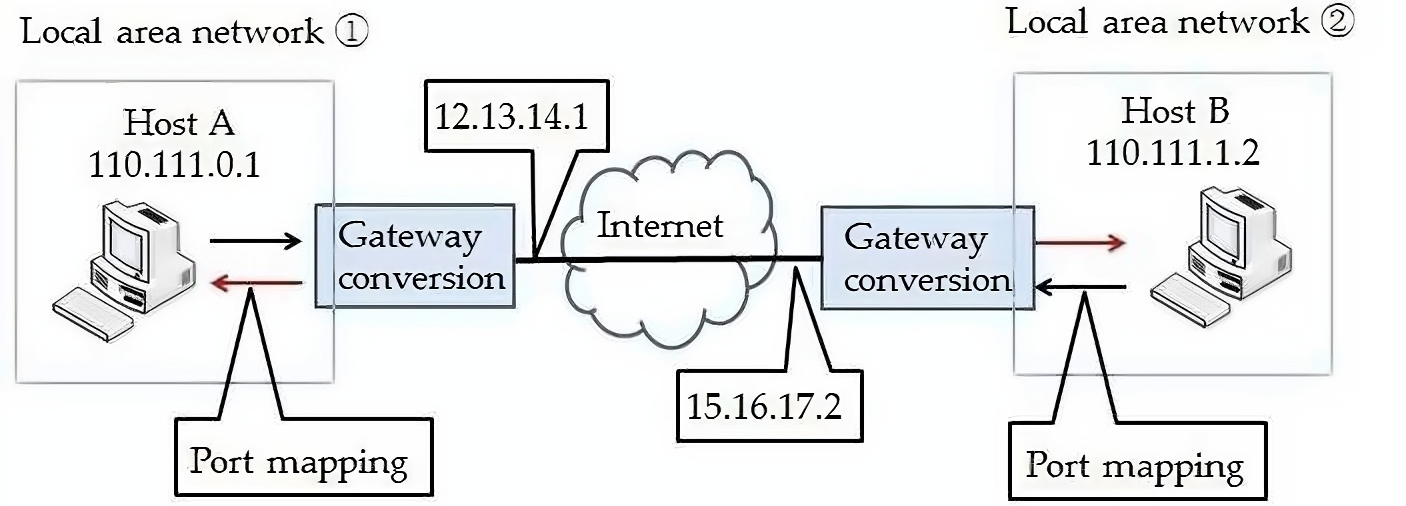 Local area network ①
Local area network ②
Host A
110.111.0.1
12.13.14.1
Host B
110.111.1.2
Internet
Gateway
conversion
Gateway
conversion
15.16.17.2
Port mapping
Port mapping